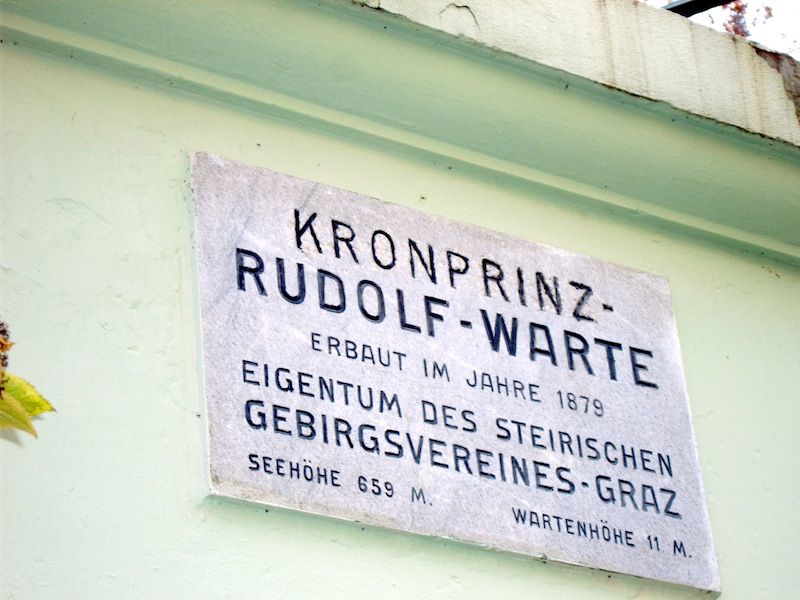 KRONPRINZ-
RUDOLF-WARTE
ERBAUT IM JAHRE 1879
EIGENTUM DES STEIRISCHEN
GEBIRGSVEREINES-GRAZ
SEEHÖHE 659 M. WARTENHÖHE 11 M.